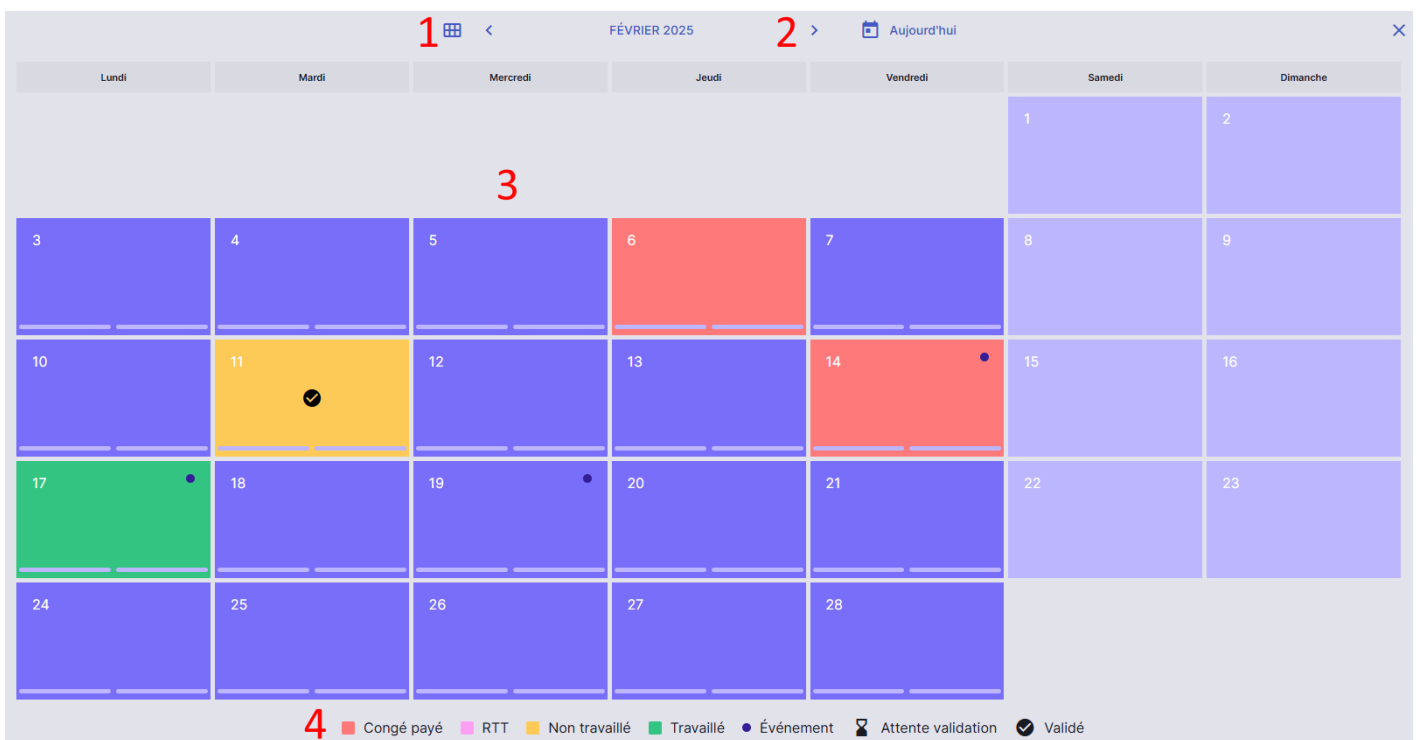 1 FÉVRIER 2025 2 Aujourd'hui
Lundi Mardi Mercredi Jeudi Vendredi Samedi Dimanche
1 2
3
3 4 5 6 7 8 9
10 11 12 13 14 15 16
17 18 19 20 21 22 23
24 25 26 27 28
4 Congé payé RTT Non travaillé Travaillé Événement Attente validation Validé